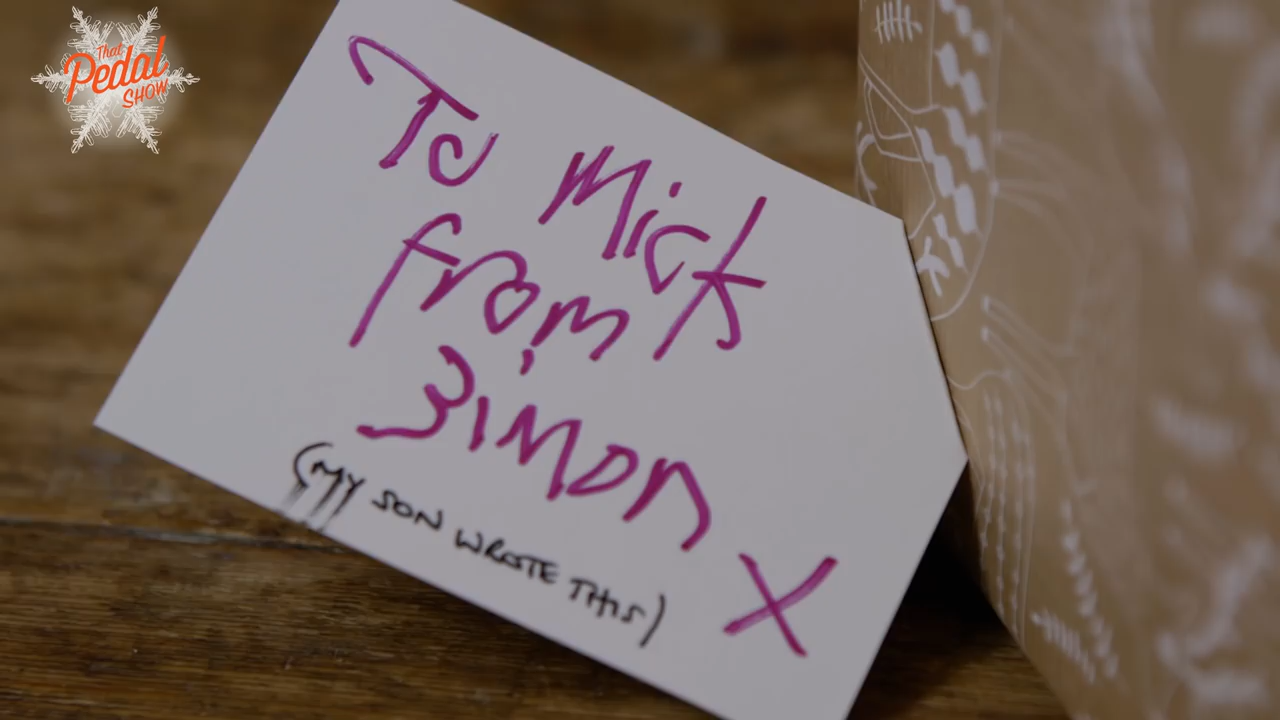 That
Pedal
SHOW
To Mick
from
Simon
X
(MY SON WROTE THIS)